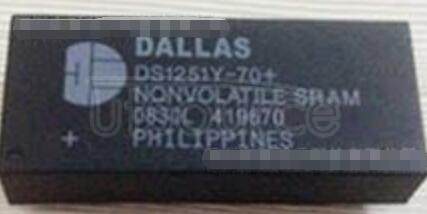 DALLAS
DS1251Y-70+
NONVOLATILE SRAM
0830 419670
+ PHILIPPINES